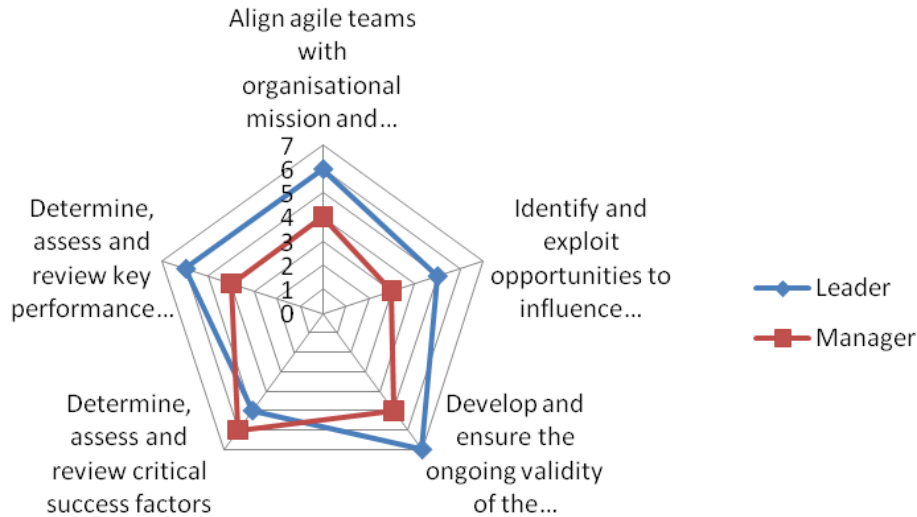 Align agile teams
with
organisational
mission and...
7
6
5
4
3
2
1
0
Identify and
exploit
opportunities to
influence...
Develop and
ensure the
ongoing validity
of the...
Determine,
assess and
review critical
success factors
Determine,
assess and
review key
performance...
Leader
Manager